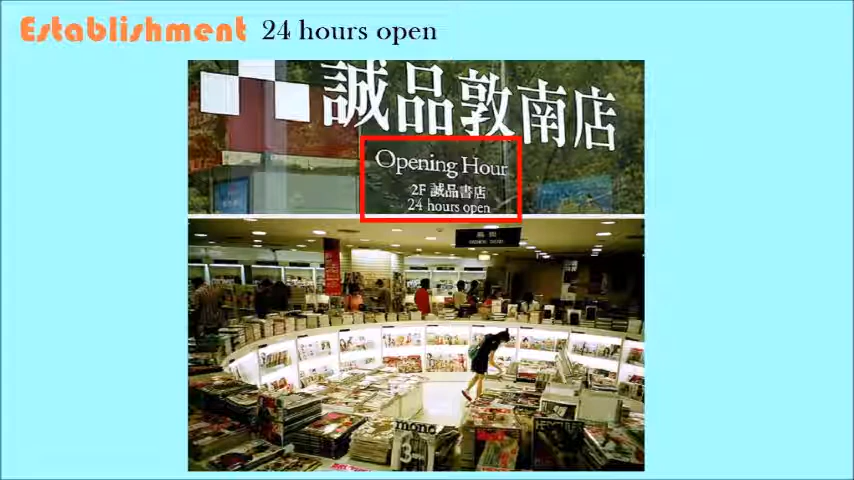 Establishment 24 hours open
誠品敦南店
Opening Hour
2F 誠品書店
24 hours open
mono